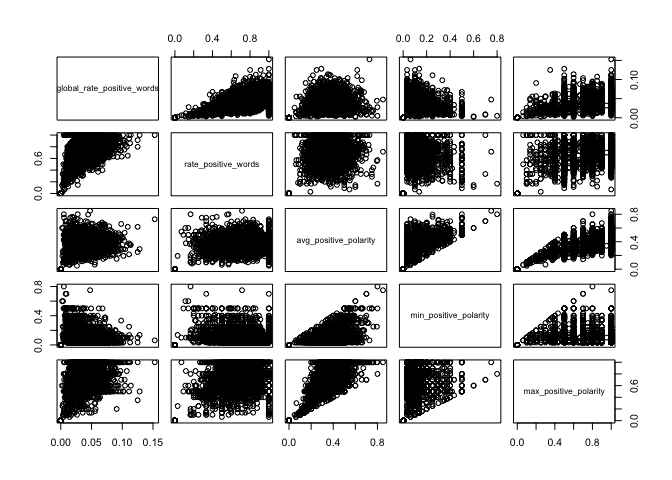 0.0 0.4 0.8
0.0 0.2 0.4 0.6 0.8
global_rate_positive_words
0.00 0.10
0.0 0.6
rate_positive_words
avg_positive_polarity
0.0 0.4 0.8
0.0 0.4 0.8
min_positive_polarity
max_positive_polarity
0.0 0.6
0.00 0.05 0.10 0.15
0.0 0.4 0.8
0.0 0.4 0.8